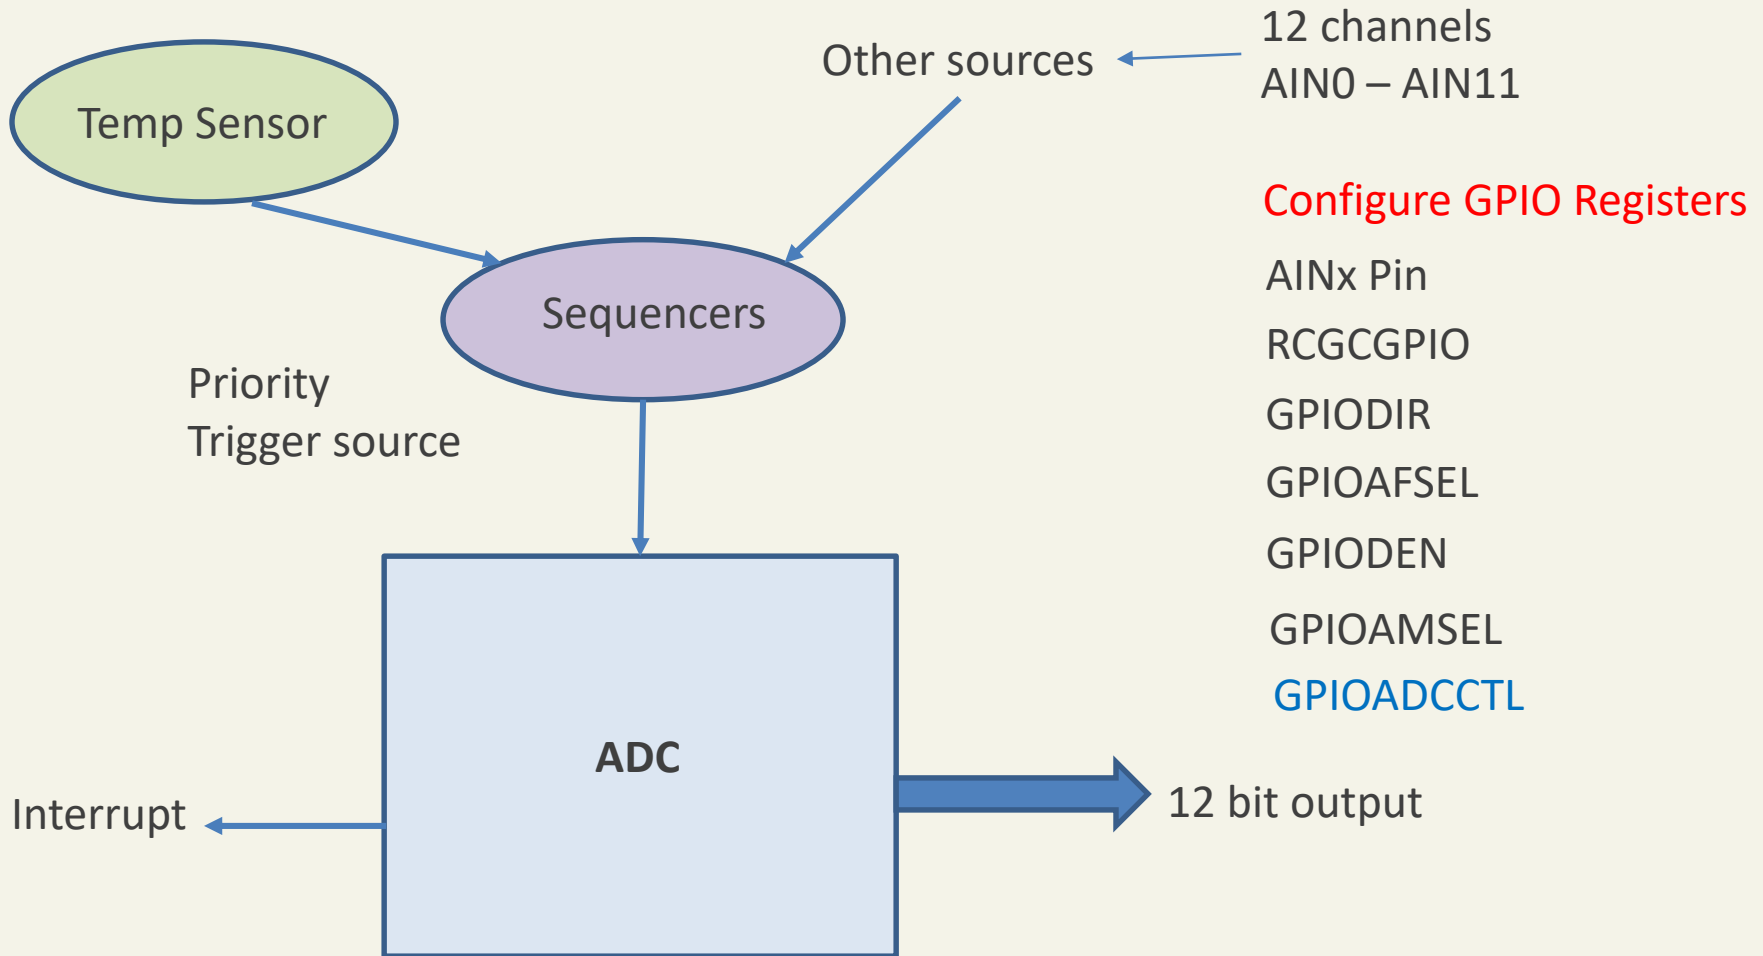 Temp Sensor
Other sources
12 channels
AIN0 – AIN11
Configure GPIO Registers
AINx Pin
RCGCGPIO
GPIODIR
GPIOAFSEL
GPIODEN
GPIOAMSEL
GPIOADCCTL
Sequencers
Priority
Trigger source
ADC
Interrupt
12 bit output